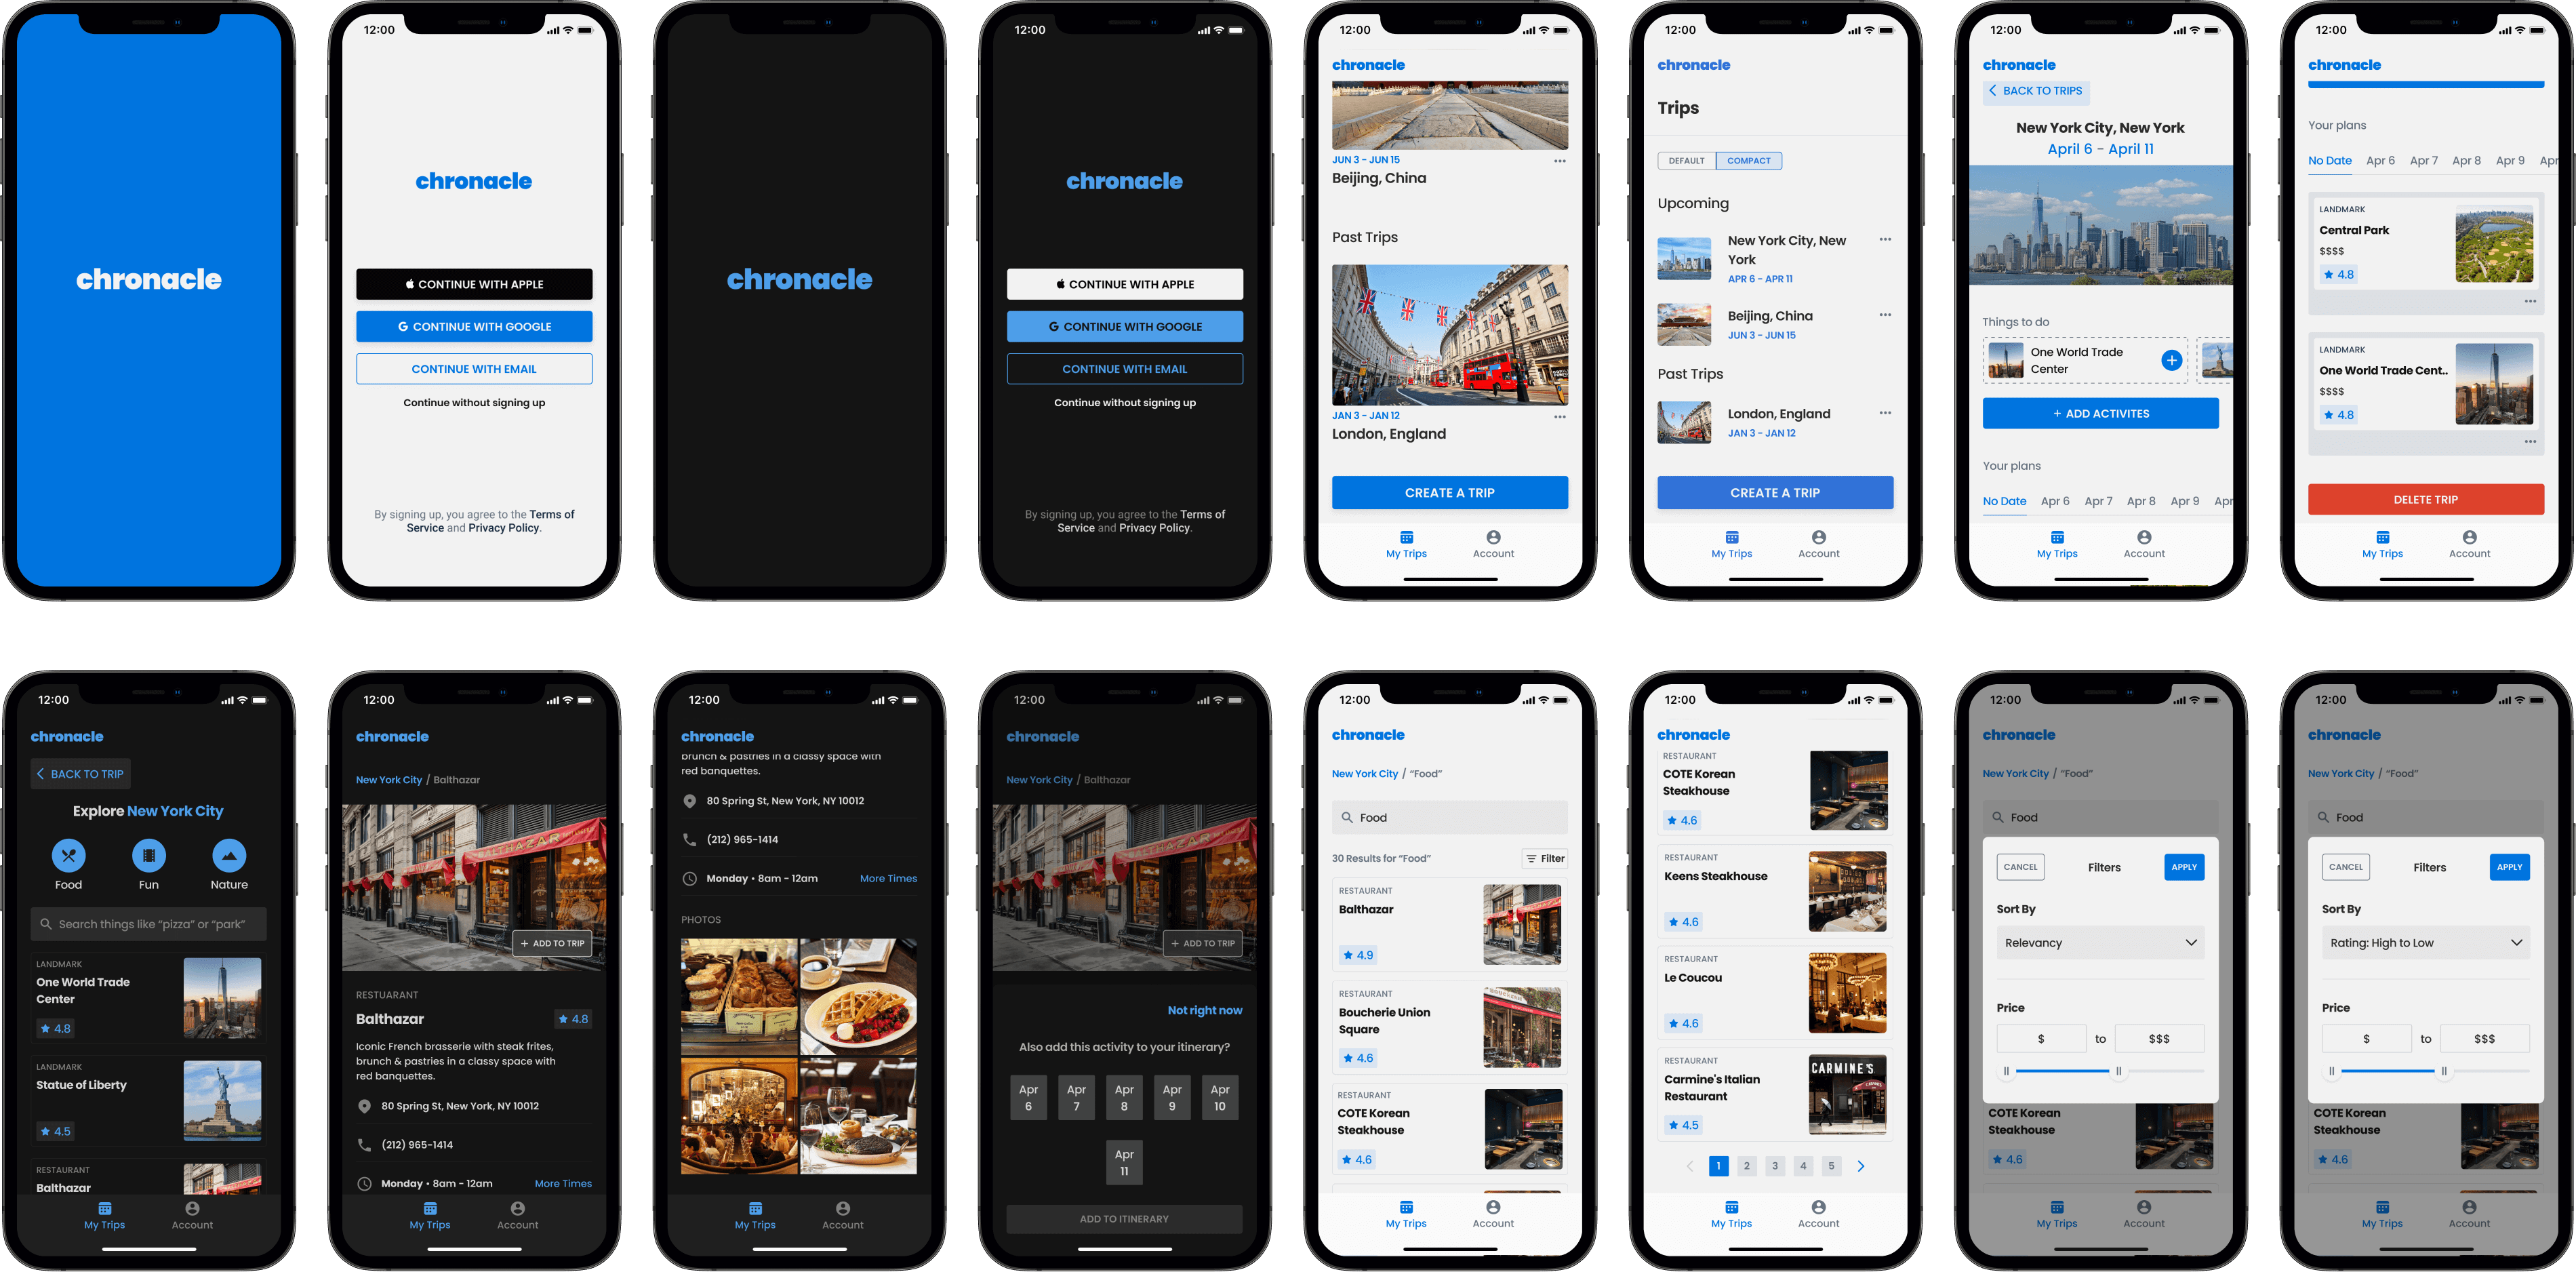 chronacle
12:00
chronacle
CONTINUE WITH APPLE
CONTINUE WITH GOOGLE
CONTINUE WITH EMAIL
Continue without signing up
By signing up, you agree to the Terms of
Service and Privacy Policy.
chronacle
12:00
chronacle
CONTINUE WITH APPLE
CONTINUE WITH GOOGLE
CONTINUE WITH EMAIL
Continue without signing up
By signing up, you agree to the Terms of
Service and Privacy Policy.
12:00
chronacle
JUN 3 - JUN 15
Beijing, China
Past Trips
JAN 3 - JAN 12
London, England
CREATE A TRIP
My Trips
Account
12:00
chronacle
Trips
DEFAULT
COMPACT
Upcoming
New York City, New
York
APR 6 - APR 11
Beijing, China
JUN 3 - JUN 15
Past Trips
London, England
JAN 3 - JAN 12
CREATE A TRIP
My Trips
Account
12:00
chronacle
BACK TO TRIPS
New York City, New York
April 6 - April 11
Things to do
One World Trade
Center
+ ADD ACTIVITES
Your plans
No Date Apr 6 Apr 7 Apr 8 Apr 9 Apr
My Trips
Account
12:00
chronacle
Your plans
No Date Apr 6 Apr 7 Apr 8 Apr 9 Apr
LANDMARK
Central Park
$$$$
4.8
LANDMARK
One World Trade Cent..
$$$$
4.8
DELETE TRIP
My Trips
Account
12:00
chronacle
BACK TO TRIP
Explore New York City
Food
Fun
Nature
Search things like “pizza” or “park”
LANDMARK
One World Trade
Center
4.8
LANDMARK
Statue of Liberty
4.5
RESTAURANT
Balthazar
My Trips
Account
12:00
chronacle
New York City / Balthazar
BALTHAZAR
+ ADD TO TRIP
RESTUARANT
Balthazar
4.8
Iconic French brasserie with steak frites,
brunch & pastries in a classy space with
red banquettes.
80 Spring St, New York, NY 10012
(212) 965-1414
Monday • 8am - 12am
More Times
My Trips
Account
12:00
chronacle
brunch & pastries in a classy space with
red banquettes.
80 Spring St, New York, NY 10012
(212) 965-1414
Monday • 8am - 12am
More Times
PHOTOS
My Trips
Account
12:00
chronacle
New York City / Balthazar
BALTHAZAR
+ ADD TO TRIP
Not right now
Also add this activity to your itinerary?
Apr
6
Apr
7
Apr
8
Apr
9
Apr
10
Apr
11
ADD TO ITINERARY
12:00
chronacle
New York City / “Food”
Food
30 Results for “Food”
Filter
RESTAURANT
Balthazar
4.9
RESTAURANT
Boucherie Union
Square
4.6
RESTAURANT
COTE Korean
Steakhouse
4.6
My Trips
Account
12:00
chronacle
RESTAURANT
COTE Korean
Steakhouse
4.6
RESTAURANT
Keens Steakhouse
4.6
RESTAURANT
Le Coucou
4.6
RESTAURANT
Carmine's Italian
Restaurant
4.5
CARMINE'S
1 2 3 4 5
My Trips
Account
12:00
chronacle
New York City / “Food”
Food
CANCEL
Filters
APPLY
Sort By
Relevancy
Price
$ to $$$
COTE Korean
Steakhouse
4.6
My Trips
Account
12:00
chronacle
New York City / “Food”
Food
CANCEL
Filters
APPLY
Sort By
Rating: High to Low
Price
$ to $$$
COTE Korean
Steakhouse
4.6
My Trips
Account